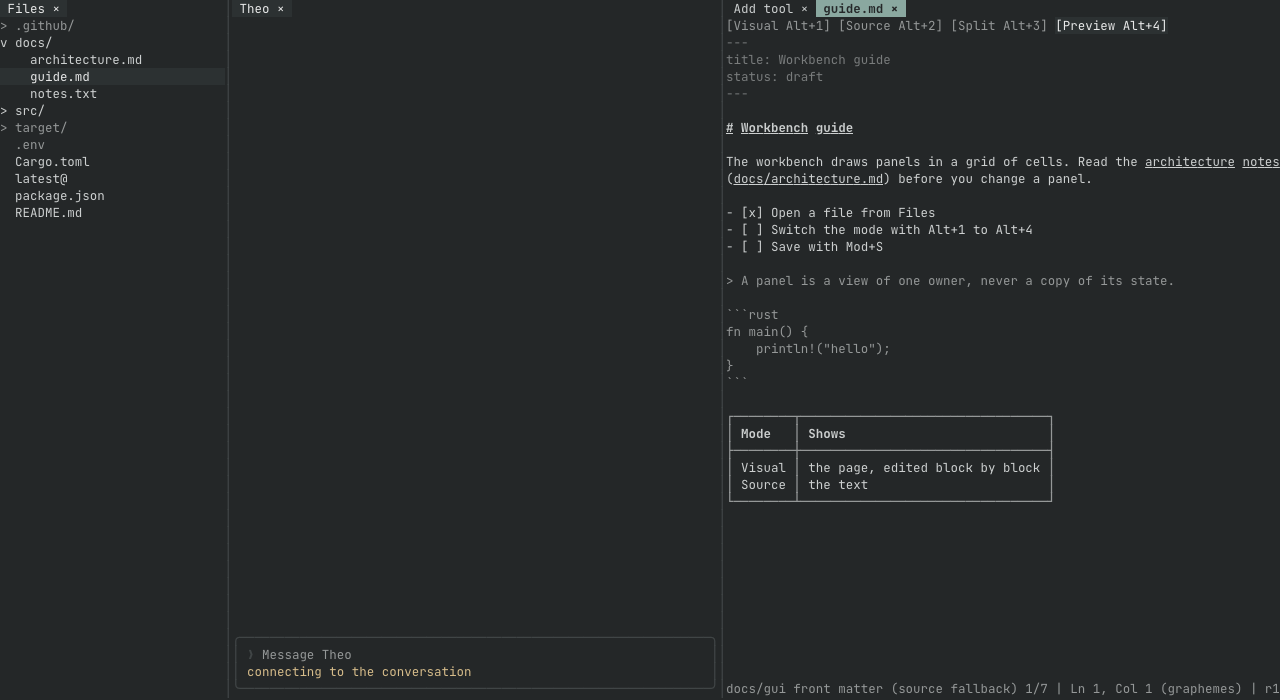 Files ×
> .github/
v docs/
architecture.md
guide.md
notes.txt
> src/
> target/
.env
Cargo.toml
latest@
package.json
README.md
Theo ×
❭ Message Theo
connecting to the conversation
Add tool × guide.md ×
[Visual Alt+1] [Source Alt+2] [Split Alt+3] [Preview Alt+4]
---
title: Workbench guide
status: draft
---
# Workbench guide
The workbench draws panels in a grid of cells. Read the architecture notes
(docs/architecture.md) before you change a panel.
- [x] Open a file from Files
- [ ] Switch the mode with Alt+1 to Alt+4
- [ ] Save with Mod+S
> A panel is a view of one owner, never a copy of its state.
```rust
fn main() {
    println!("hello");
}
```
Mode Shows
Visual the page, edited block by block
Source the text
docs/gui front matter (source fallback) 1/7 | Ln 1, Col 1 (graphemes) | r1